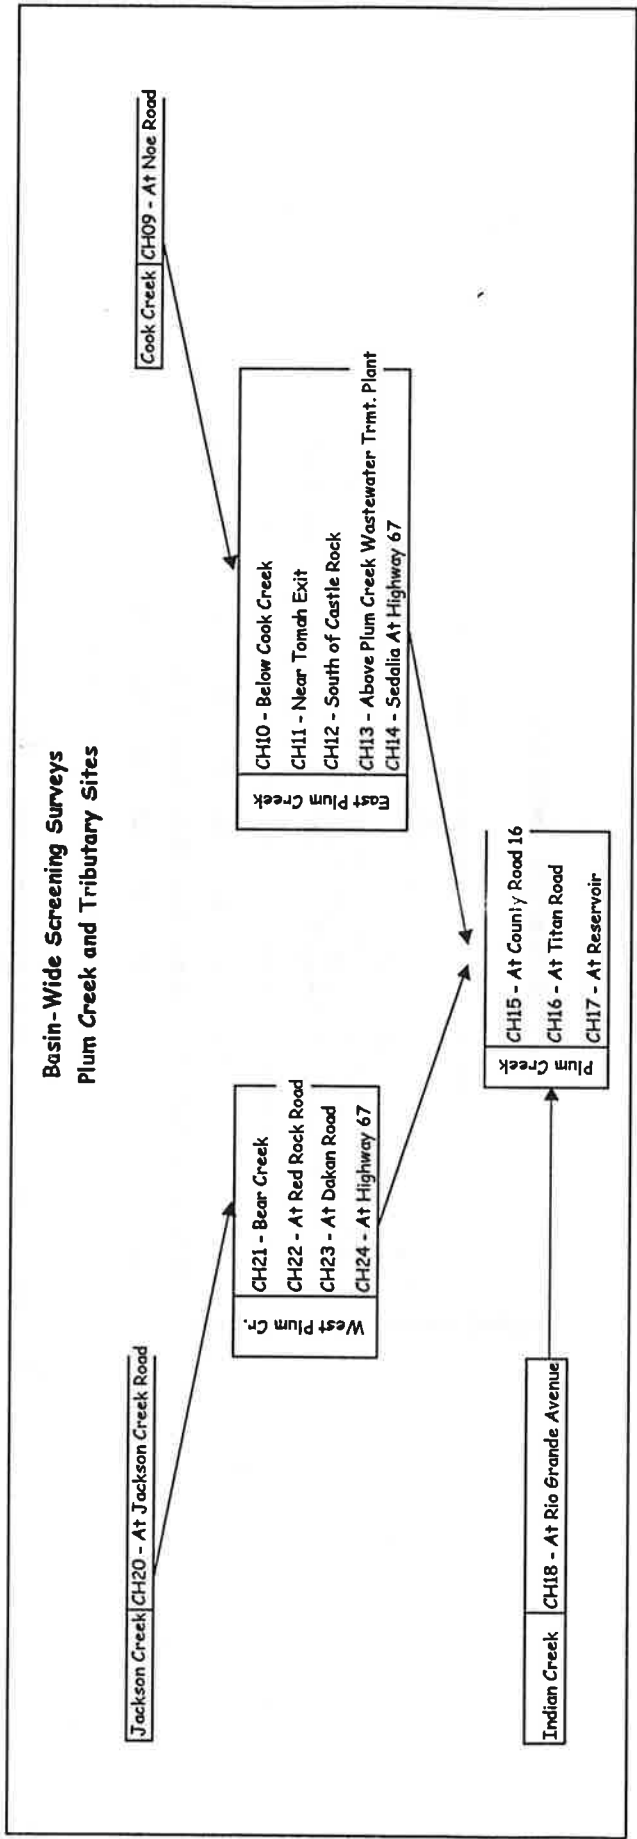 Basin-Wide Screening Surveys
Plum Creek and Tributary Sites
Jackson Creek CH20 - At Jackson Creek Road
Cook Creek CH09 - At Noe Road
West Plum Cr.
CH21 - Bear Creek
CH22 - At Red Rock Road
CH23 - At Dakan Road
CH24 - At Highway 67
East Plum Creek
CH10 - Below Cook Creek
CH11 - Near Tomah Exit
CH12 - South of Castle Rock
CH13 - Above Plum Creek Wastewater Trmt. Plant
CH14 - Sedalia At Highway 67
Plum Creek
CH15 - At County Road 16
CH16 - At Titan Road
CH17 - At Reservoir
Indian Creek CH18 - At Rio Grande Avenue